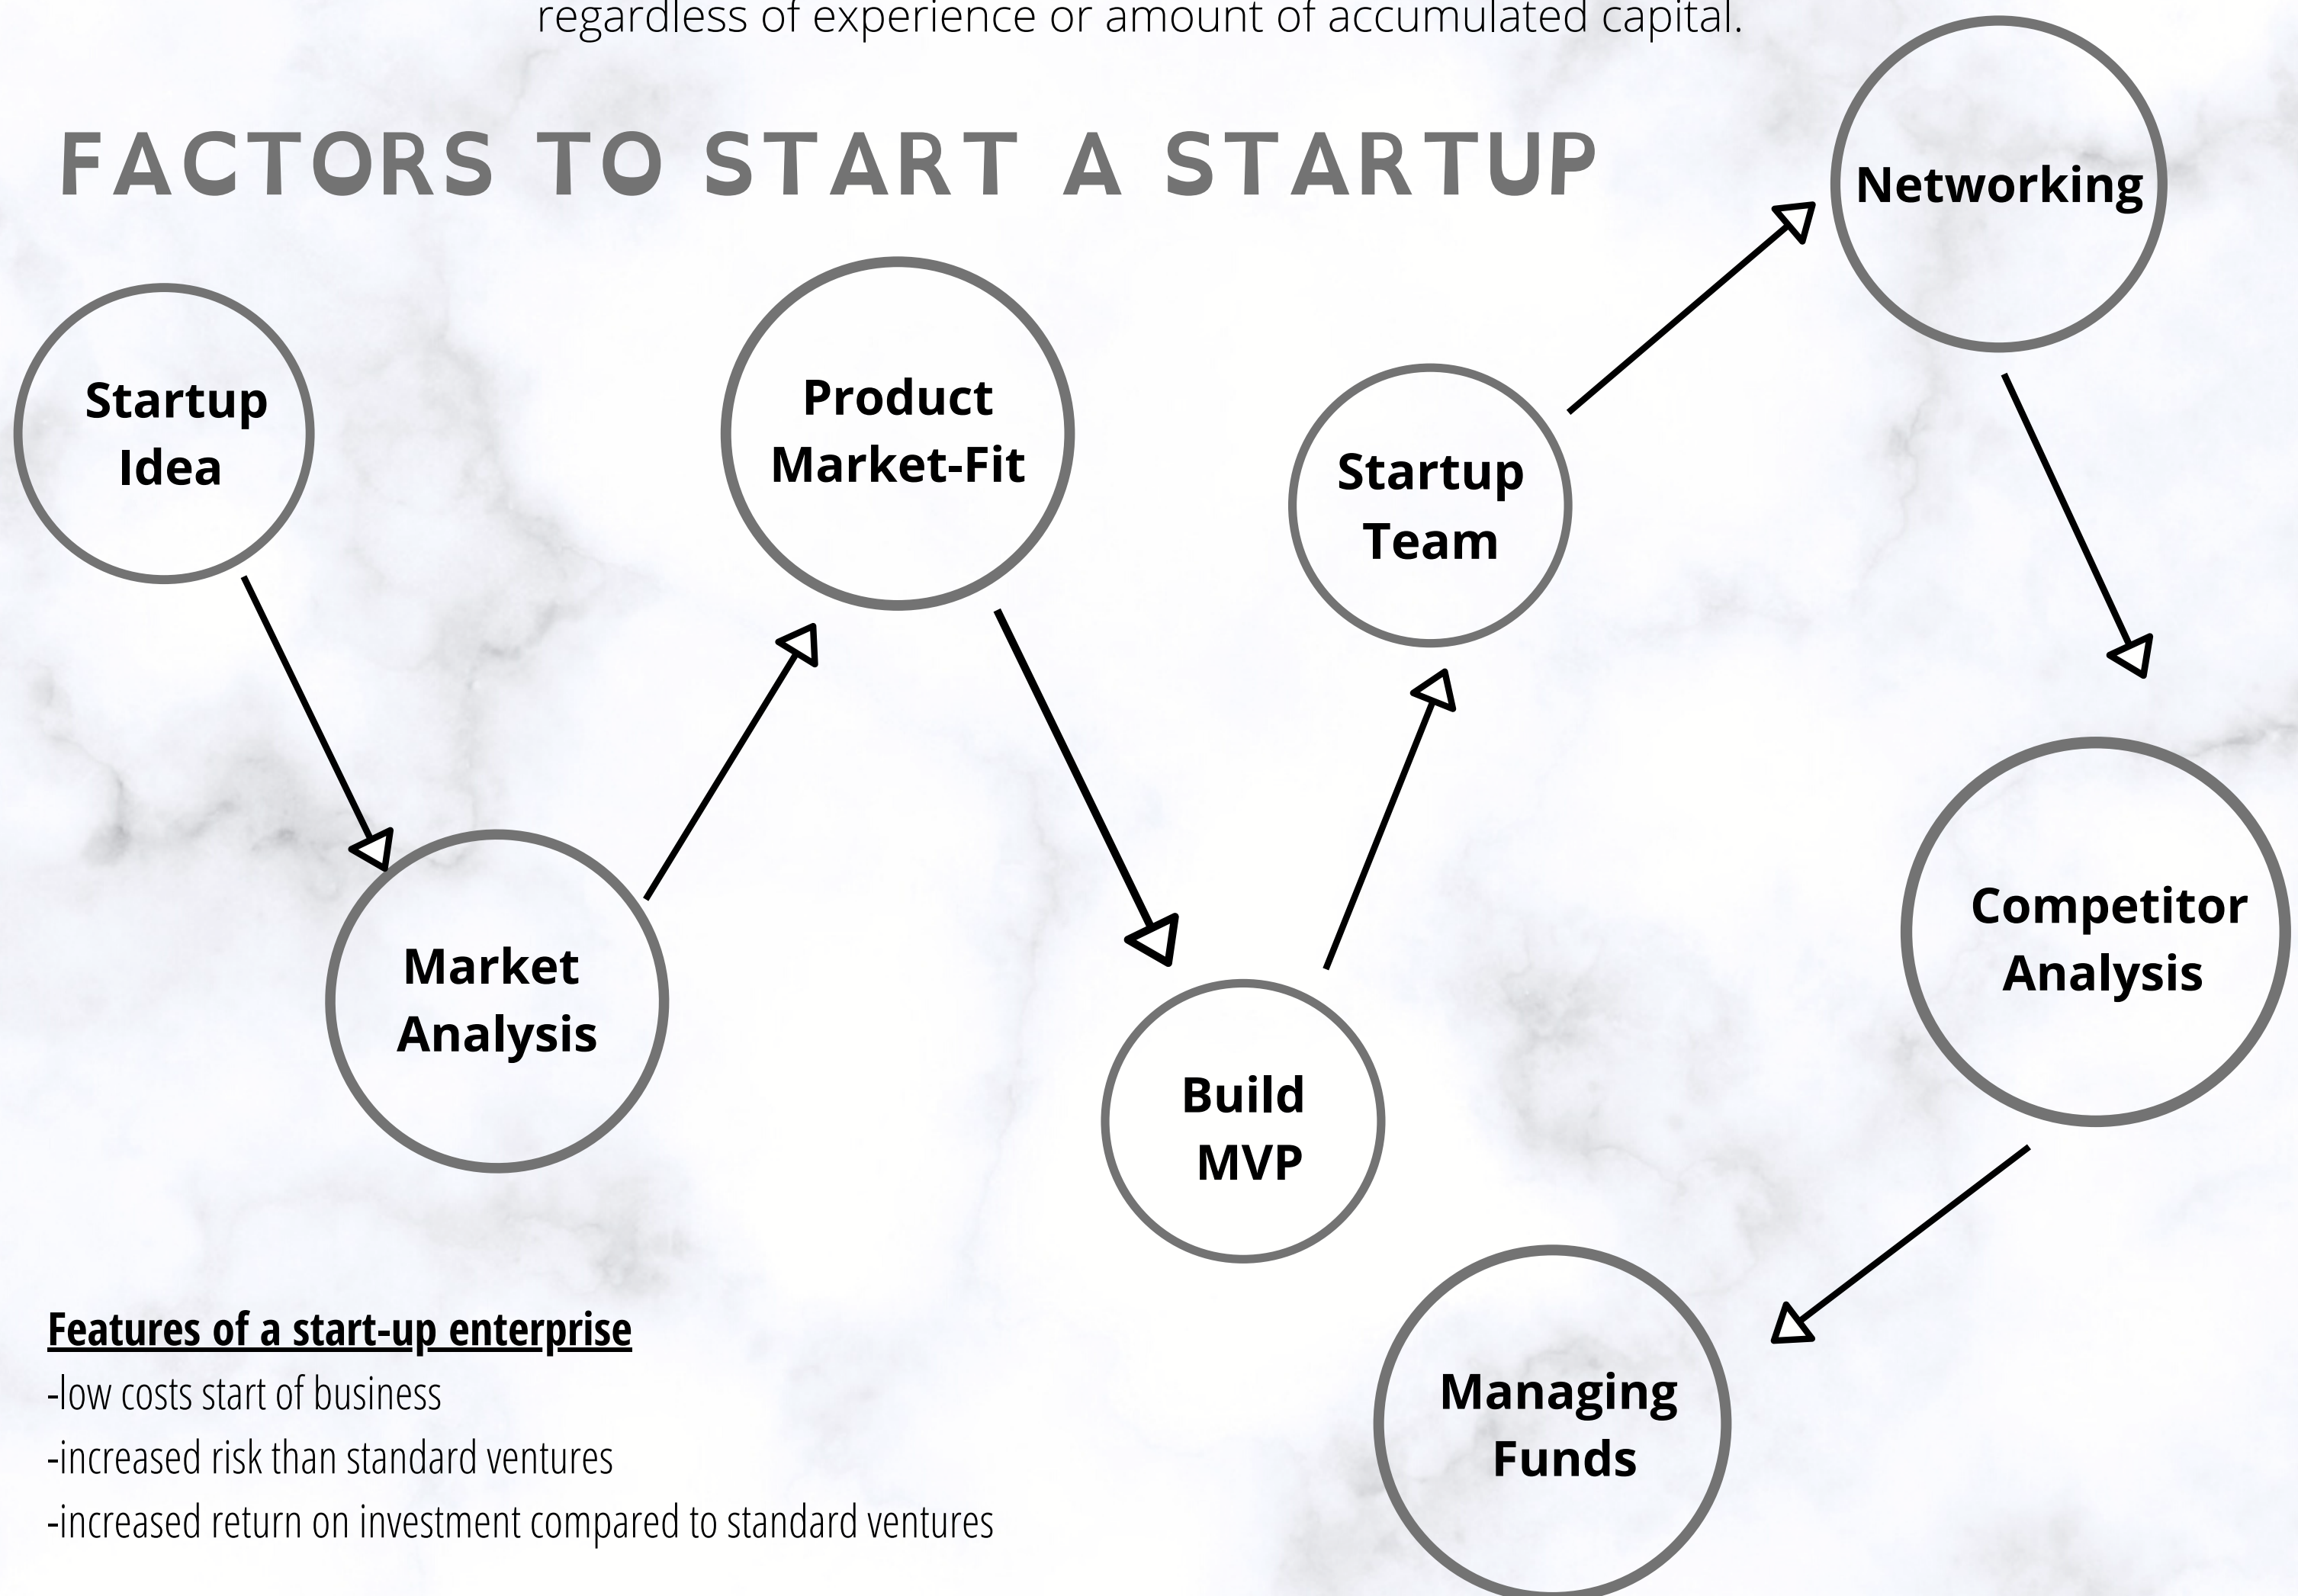 regardless of experience or amount of accumulated capital.
FACTORS TO START A STARTUP
Startup
Idea
Market
Analysis
Product
Market-Fit
Build
MVP
Startup
Team
Networking
Competitor
Analysis
Managing
Funds
Features of a start-up enterprise
-low costs start of business
-increased risk than standard ventures
-increased return on investment compared to standard ventures